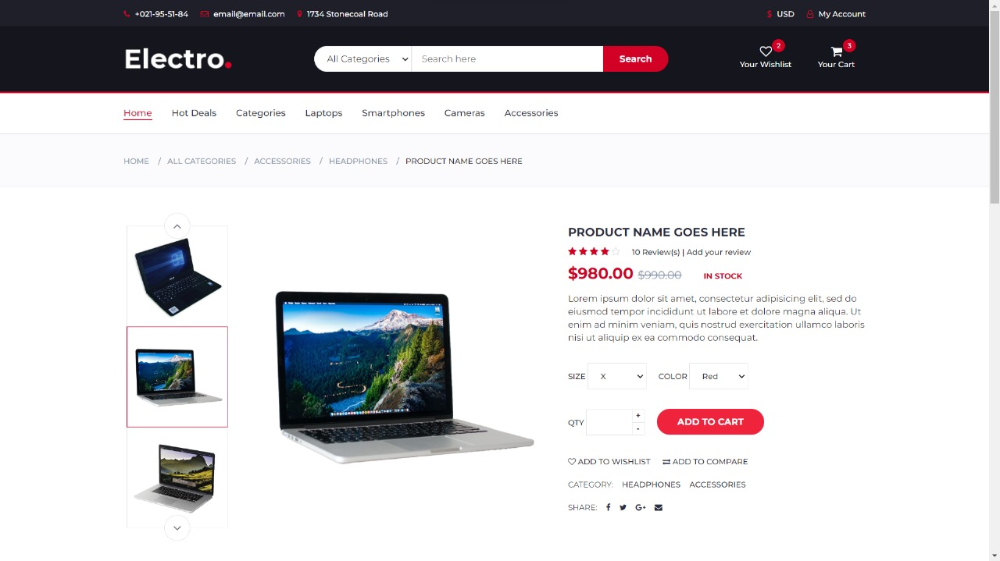 +021-95-51-84 email@email.com 1734 Stonecoal Road $ USD My Account
Electro.
All Categories Search here Search
2 3
Your Wishlist Your Cart
Home Hot Deals Categories Laptops Smartphones Cameras Accessories
HOME / ALL CATEGORIES / ACCESSORIES / HEADPHONES / PRODUCT NAME GOES HERE
PRODUCT NAME GOES HERE
10 Review(s) | Add your review
$980.00 $990.00 IN STOCK
Lorem ipsum dolor sit amet, consectetur adipisicing elit, sed do
eiusmod tempor incididunt ut labore et dolore magna aliqua. Ut
enim ad minim veniam, quis nostrud exercitation ullamco laboris
nisi ut aliquip ex ea commodo consequat.
SIZE X COLOR Red
QTY + - ADD TO CART
ADD TO WISHLIST ADD TO COMPARE
CATEGORY: HEADPHONES ACCESSORIES
SHARE: